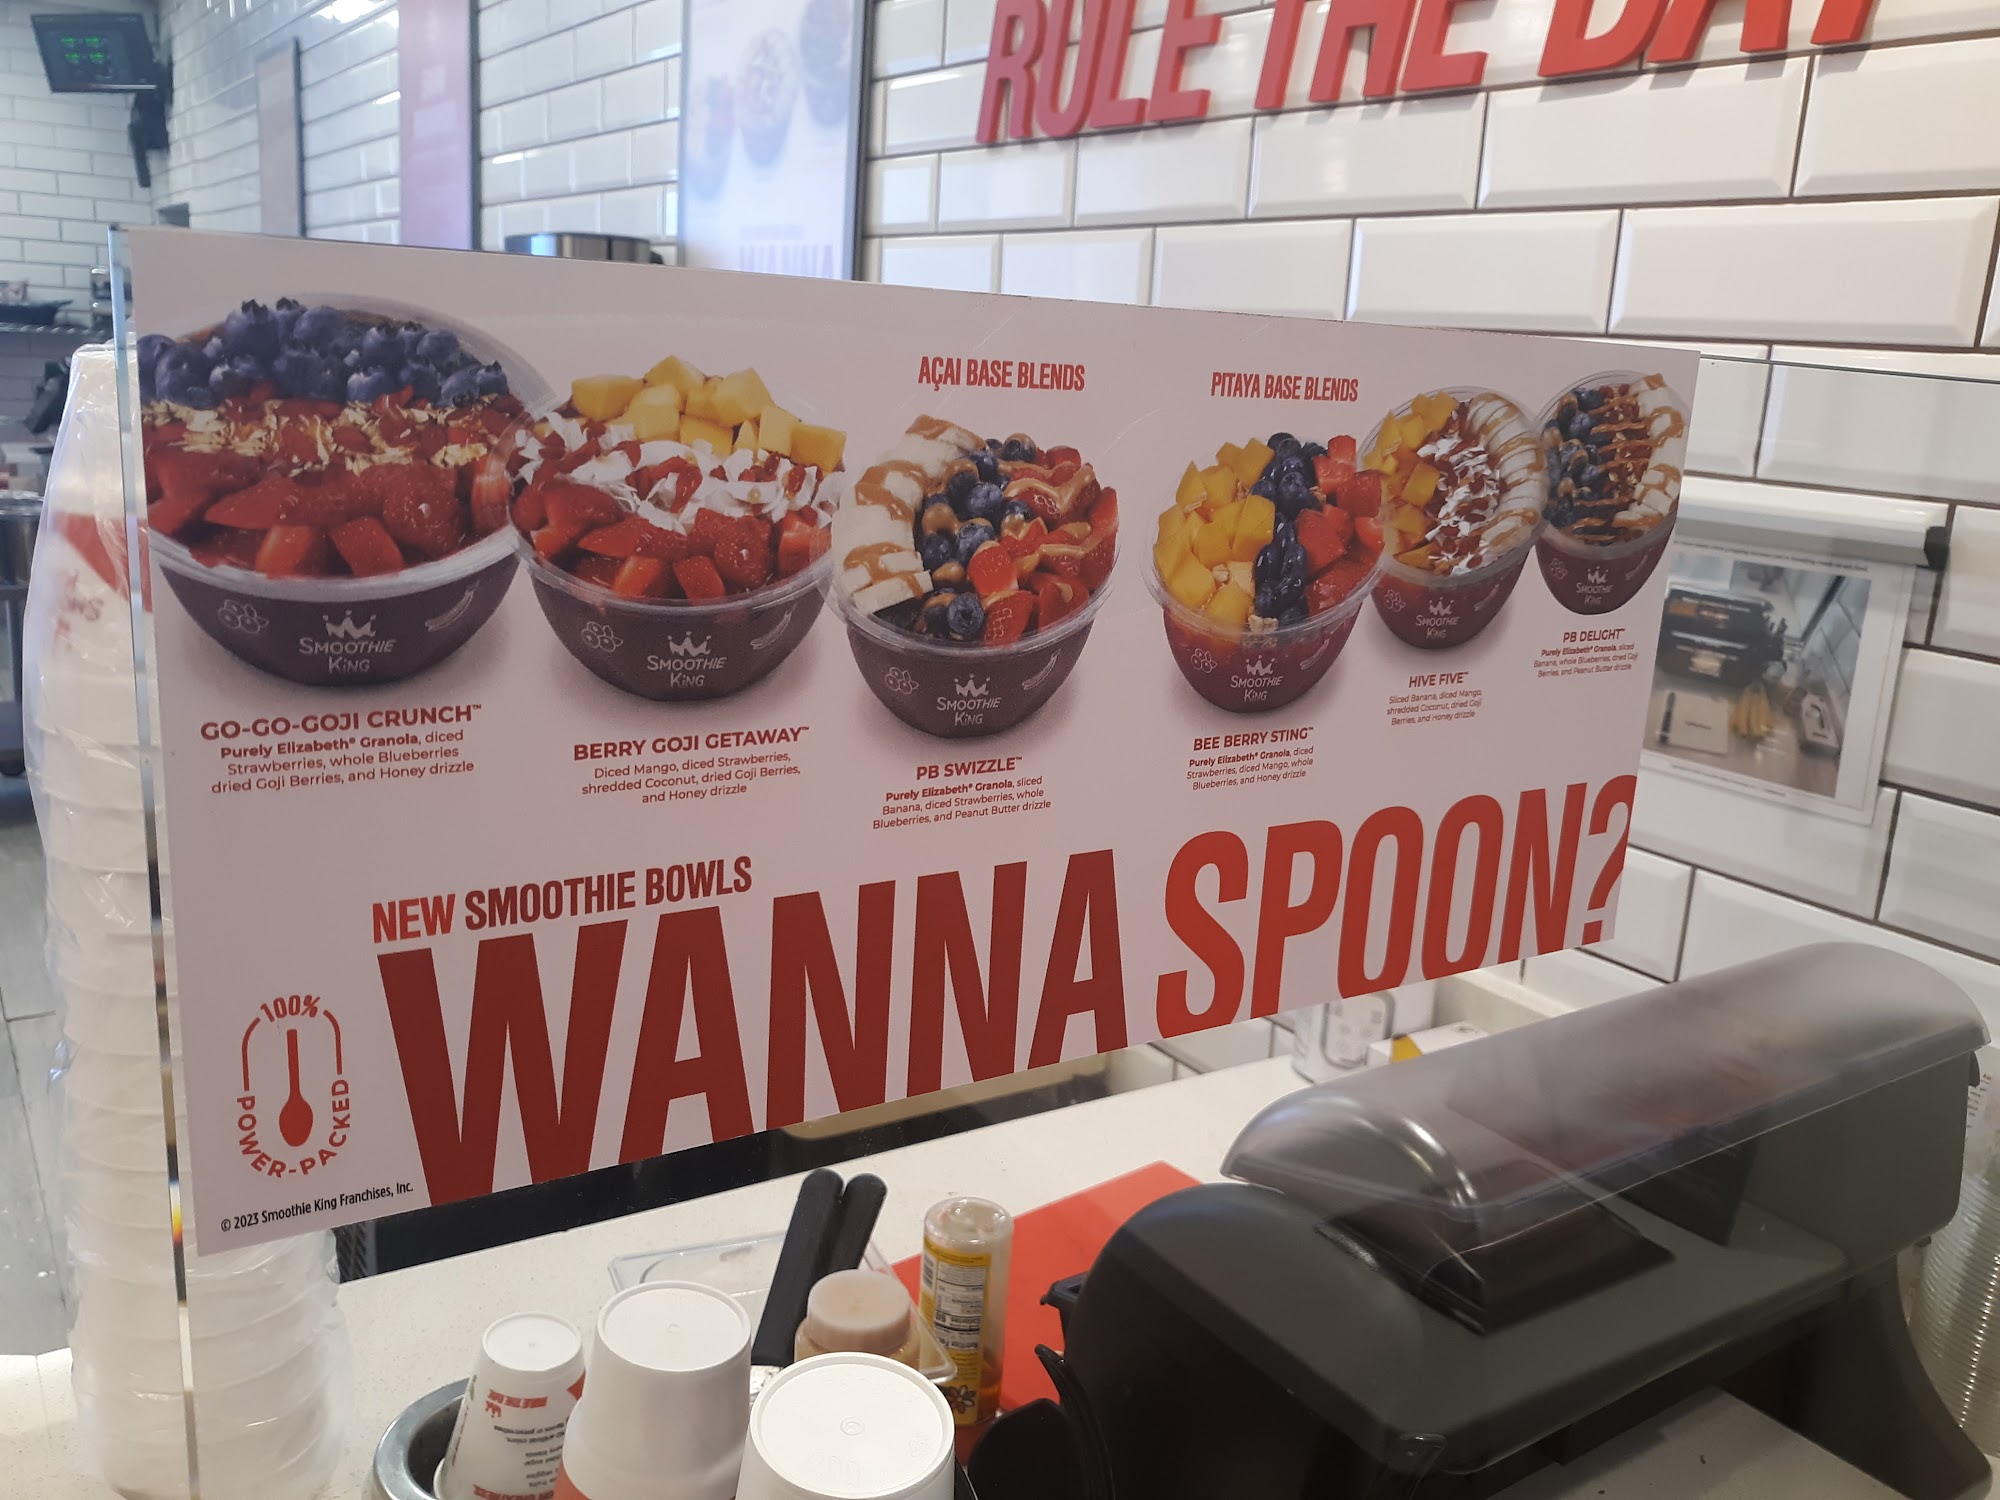 RULE THE DAY
AÇAI BASE BLENDS
PITAYA BASE BLENDS
SMOOTHIE
KiNG
SMOOTHIE
KiNG
SMOOTHIE
KiNG
SMOOTHIE
KiNG
SMOOTHIE
KiNG
SMOOTHIE
KiNG
GO-GO-GOJI CRUNCH™
Purely Elizabeth® Granola, diced
Strawberries, whole Blueberries
dried Goji Berries, and Honey drizzle
BERRY GOJI GETAWAY™
Diced Mango, diced Strawberries,
shredded Coconut, dried Goji Berries,
and Honey drizzle
PB SWIZZLE™
Purely Elizabeth® Granola, sliced
Banana, diced Strawberries, whole
Blueberries, and Peanut Butter drizzle
BEE BERRY STING™
Purely Elizabeth® Granola, diced
Strawberries, diced Mango, whole
Blueberries, and Honey drizzle
HIVE FIVE™
Sliced Banana, diced Mango,
shredded Coconut, dried Goji
Berries, and Honey drizzle
PB DELIGHT™
Purely Elizabeth® Granola, sliced
Banana, whole Blueberries, dried Goji
Berries, and Peanut Butter drizzle
NEW SMOOTHIE BOWLS
WANNA SPOON?
100%
POWER-PACKED
© 2023 Smoothie King Franchises, Inc.
WANNA